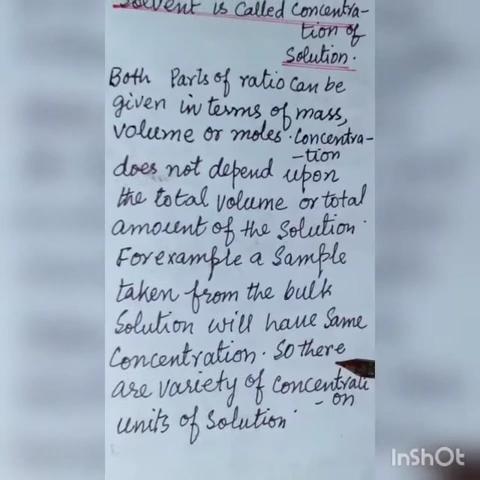 Solvent is Called Concentra-
tion of
Solution.
Both Parts of ratio can be
given in terms of mass,
volume or moles. Concentra-
-tion
does not depend upon
the total volume or total
amount of the Solution.
For example a Sample
taken from the bulk
Solution will have Same
Concentration. So there
are variety of Concentrati
-on
units of Solution.
InShOt